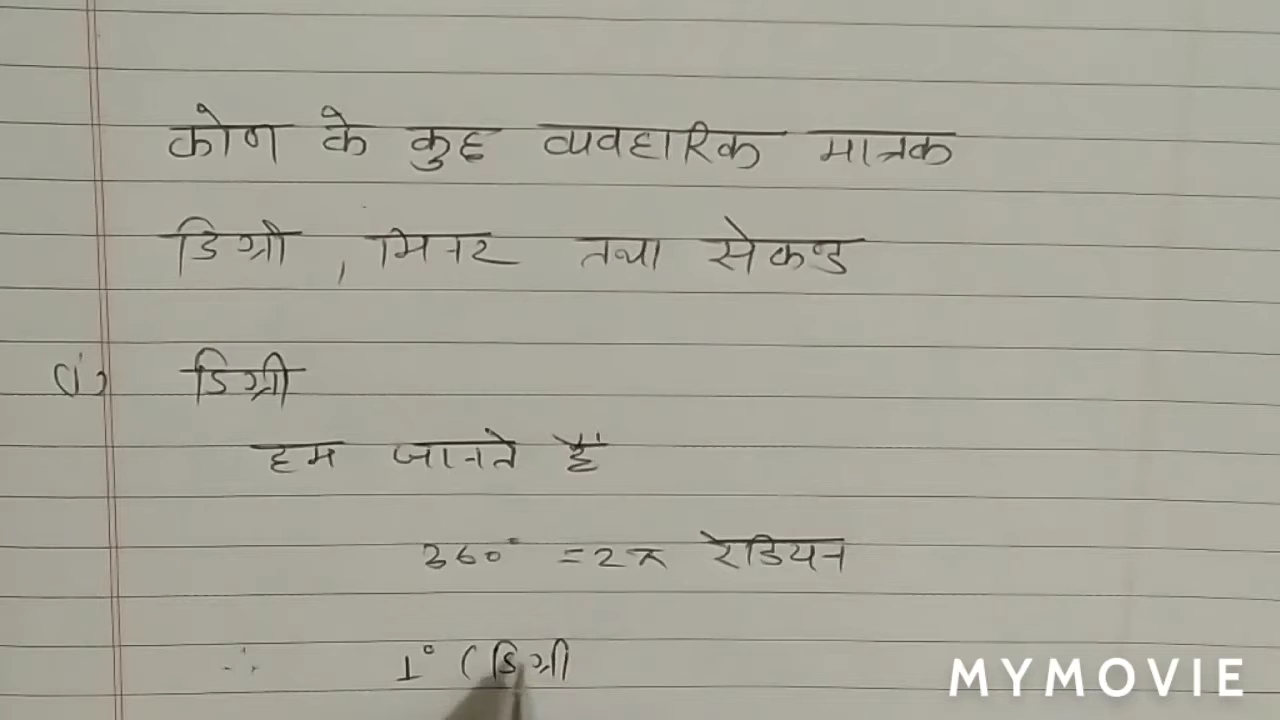 कोण के कुछ व्यवहारिक मात्रक
डिग्री , मिनट तथा सेकण्ड
(i) डिग्री
हम जानते हैं
360° = 2π रेडियन
∴ 1° ( डिग्री
MYMOVIE